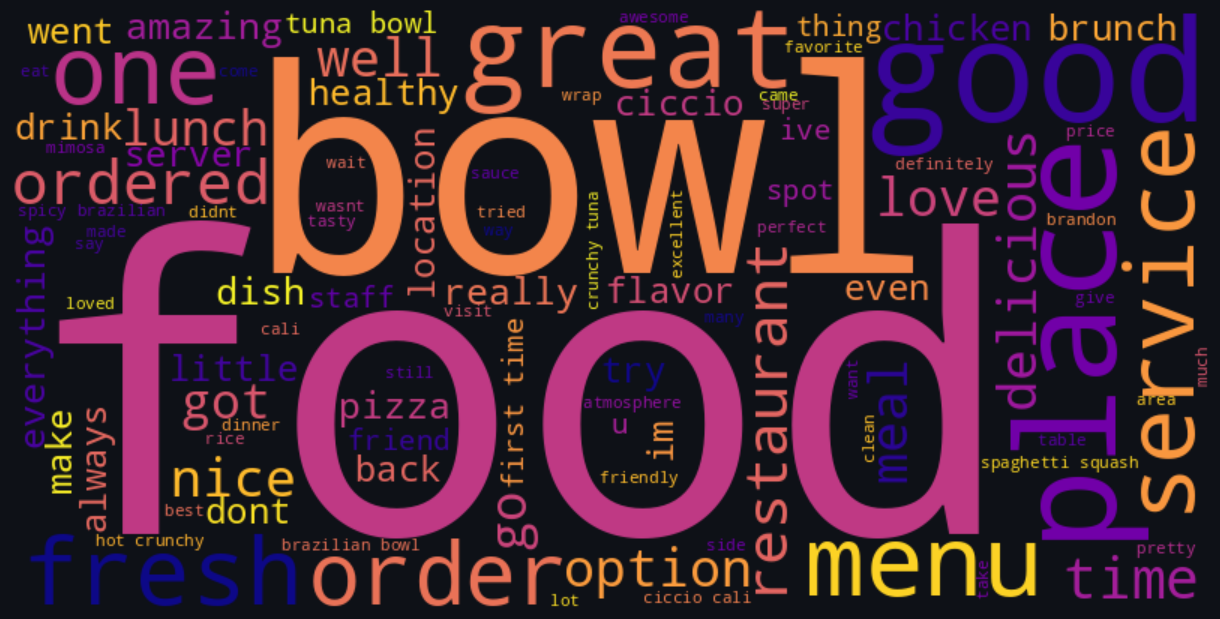 went
amazing
tuna bowl
great
awesome
thing
chicken
brunch
good
favorite
eat
one
come
well
bowl
healthy
wrap
ciccio
came
super
drink
lunch
ive
price
mimosa
server
wait
location
sauce
definitely
ordered
spot
love
delicious
place
service
spicy brazilian
didnt
wasnt
tasty
tried
way
crunchy tuna
excellent
perfect
brandon
made
say
everything
loved
dish
staff
really
flavor
even
give
visit
many
cali
food
first time
restaurant
little
still
try
want
meal
much
got
pizza
atmosphere
u
im
area
make
always
dinner
rice
friend
back
clean
table
nice
friendly
spaghetti squash
best
dont
go
hot crunchy
brazilian bowl
side
pretty
fresh
order
option
menu
take
time
lot
ciccio cali